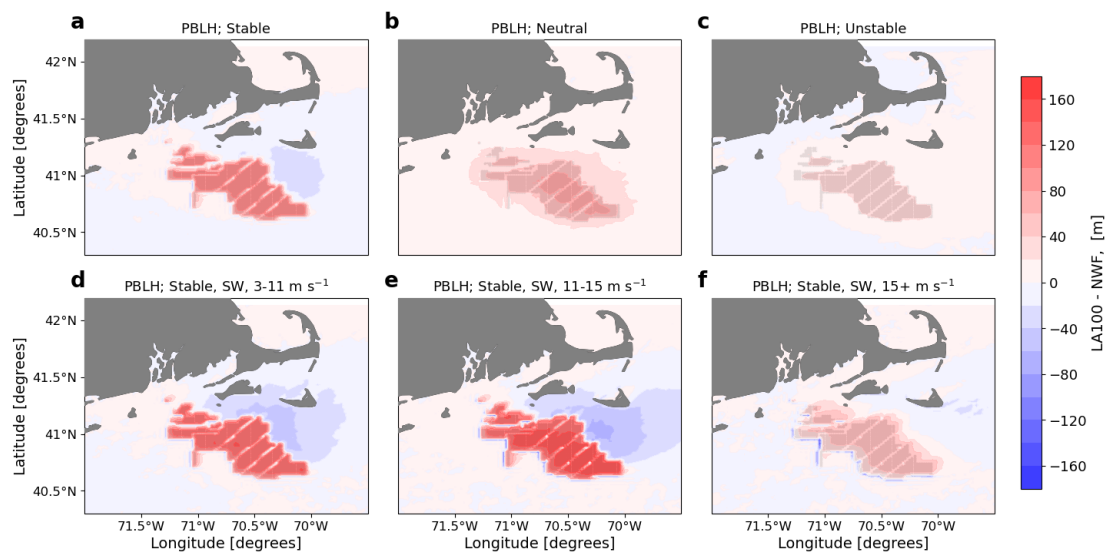 a PBLH; Stable
b PBLH; Neutral
c PBLH; Unstable
42°N
41.5°N
41°N
40.5°N
Latitude [degrees]
d PBLH; Stable, SW, 3-11 m s⁻¹
e PBLH; Stable, SW, 11-15 m s⁻¹
f PBLH; Stable, SW, 15+ m s⁻¹
42°N
41.5°N
41°N
40.5°N
Latitude [degrees]
71.5°W 71°W 70.5°W 70°W
71.5°W 71°W 70.5°W 70°W
71.5°W 71°W 70.5°W 70°W
Longitude [degrees]
Longitude [degrees]
Longitude [degrees]
160
120
80
40
0
−40
−80
−120
−160
LA100 - NWF, [m]